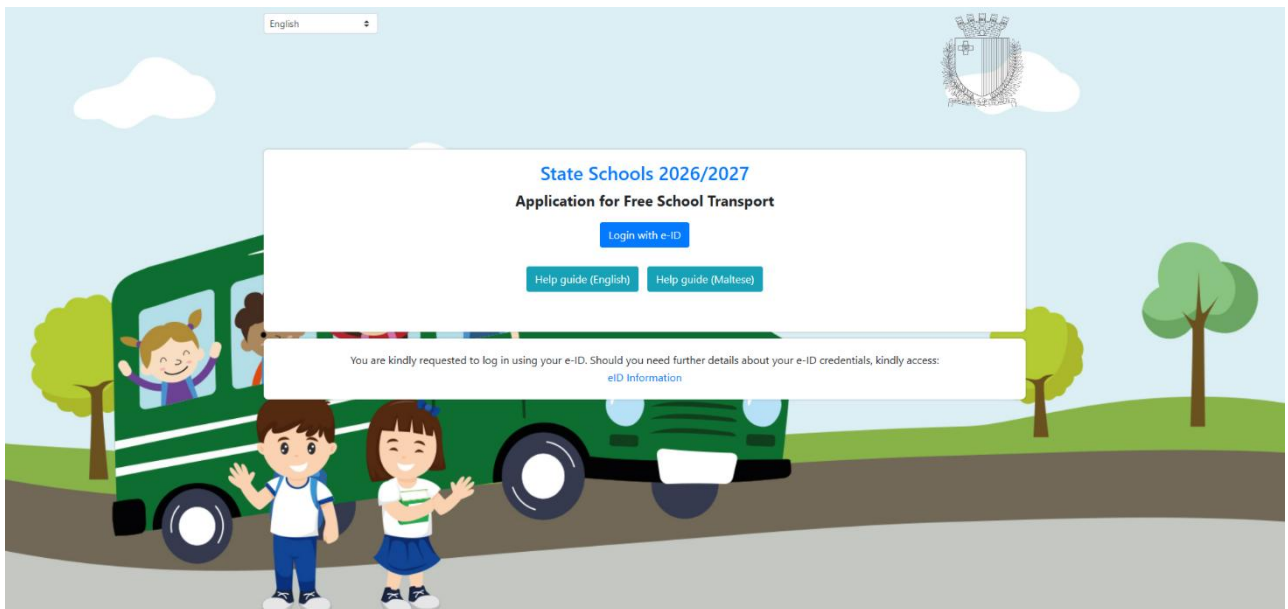 English
State Schools 2026/2027
Application for Free School Transport
Login with e-ID
Help guide (English) Help guide (Maltese)
You are kindly requested to log in using your e-ID. Should you need further details about your e-ID credentials, kindly access:
eID Information